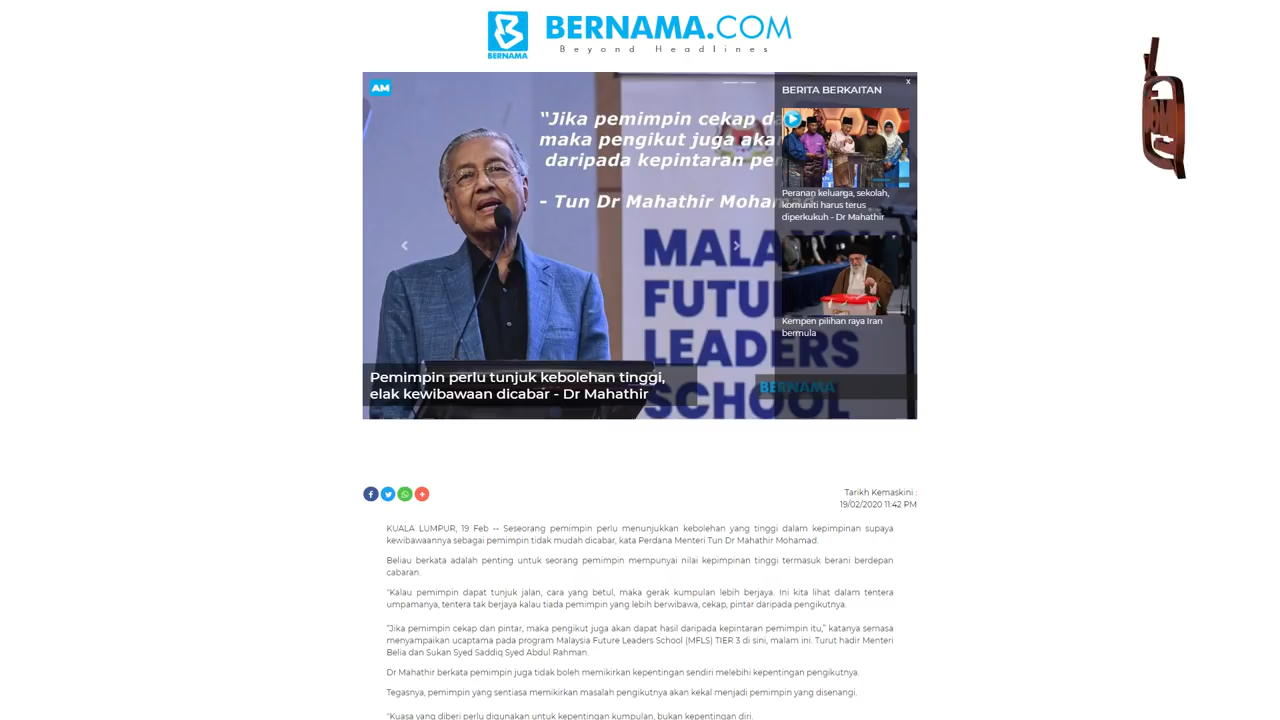 BERNAMA
BERNAMA.COM
Beyond Headlines
AM
"Jika pemimpin cekap da
maka pengikut juga akan
daripada kepintaran pem
- Tun Dr Mahathir Mohamad
MALAYSIA
FUTURE
LEADERS
SCHOOL
BERNAMA
Pemimpin perlu tunjuk kebolehan tinggi,
elak kewibawaan dicabar - Dr Mahathir
BERITA BERKAITAN
x
Peranan keluarga, sekolah,
komuniti harus terus
diperkukuh - Dr Mahathir
Kempen pilihan raya Iran
bermula
Tarikh Kemaskini :
19/02/2020 11:42 PM
KUALA LUMPUR, 19 Feb -- Seseorang pemimpin perlu menunjukkan kebolehan yang tinggi dalam kepimpinan supaya
kewibawaannya sebagai pemimpin tidak mudah dicabar, kata Perdana Menteri Tun Dr Mahathir Mohamad.
Beliau berkata adalah penting untuk seorang pemimpin mempunyai nilai kepimpinan tinggi termasuk berani berdepan
cabaran.
"Kalau pemimpin dapat tunjuk jalan, cara yang betul, maka gerak kumpulan lebih berjaya. Ini kita lihat dalam tentera
umpamanya, tentera tak berjaya kalau tiada pemimpin yang lebih berwibawa, cekap, pintar daripada pengikutnya.
"Jika pemimpin cekap dan pintar, maka pengikut juga akan dapat hasil daripada kepintaran pemimpin itu," katanya semasa
menyampaikan ucaptama pada program Malaysia Future Leaders School (MFLS) TIER 3 di sini, malam ini. Turut hadir Menteri
Belia dan Sukan Syed Saddiq Syed Abdul Rahman.
Dr Mahathir berkata pemimpin juga tidak boleh memikirkan kepentingan sendiri melebihi kepentingan pengikutnya.
Tegasnya, pemimpin yang sentiasa memikirkan masalah pengikutnya akan kekal menjadi pemimpin yang disenangi.
"Kuasa yang diberi perlu digunakan untuk kepentingan kumpulan, bukan kepentingan diri.